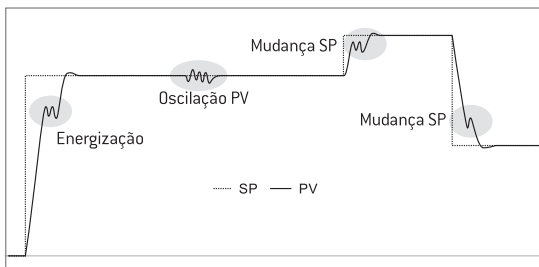 Mudança SP
Oscilação PV
Mudança SP
Energização
SP PV